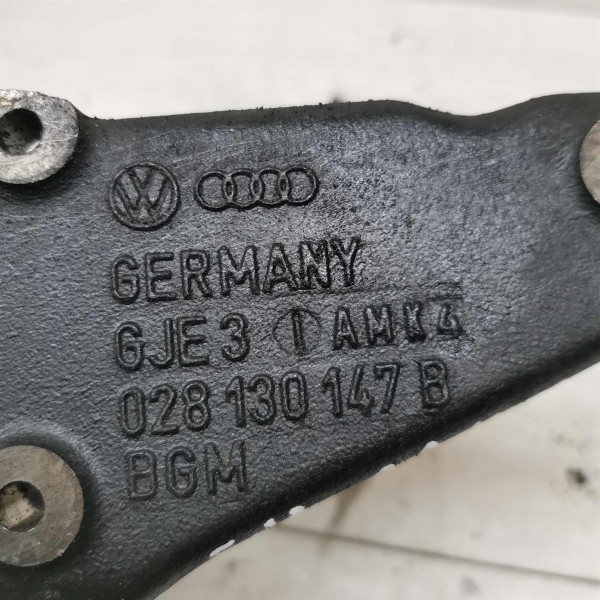 GERMANY
GJE 3 I AMK4
028 130 147 B
BGM